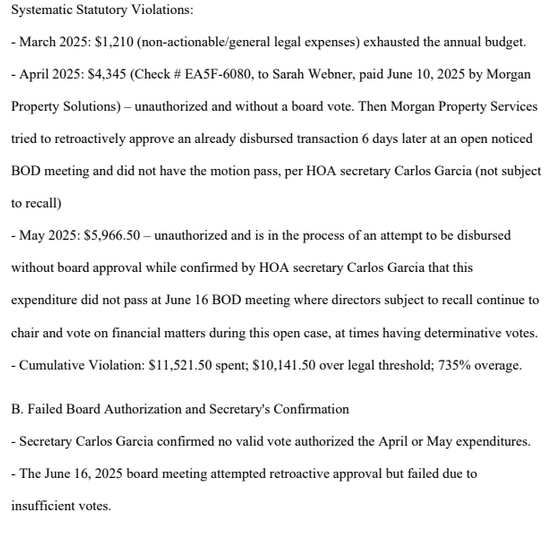 Systematic Statutory Violations:
- March 2025: $1,210 (non-actionable/general legal expenses) exhausted the annual budget.
- April 2025: $4,345 (Check # EA5F-6080, to Sarah Webner, paid June 10, 2025 by Morgan
Property Solutions) – unauthorized and without a board vote. Then Morgan Property Services
tried to retroactively approve an already disbursed transaction 6 days later at an open noticed
BOD meeting and did not have the motion pass, per HOA secretary Carlos Garcia (not subject
to recall)
- May 2025: $5,966.50 – unauthorized and is in the process of an attempt to be disbursed
without board approval while confirmed by HOA secretary Carlos Garcia that this
expenditure did not pass at June 16 BOD meeting where directors subject to recall continue to
chair and vote on financial matters during this open case, at times having determinative votes.
- Cumulative Violation: $11,521.50 spent; $10,141.50 over legal threshold; 735% overage.
B. Failed Board Authorization and Secretary's Confirmation
- Secretary Carlos Garcia confirmed no valid vote authorized the April or May expenditures.
- The June 16, 2025 board meeting attempted retroactive approval but failed due to
insufficient votes.